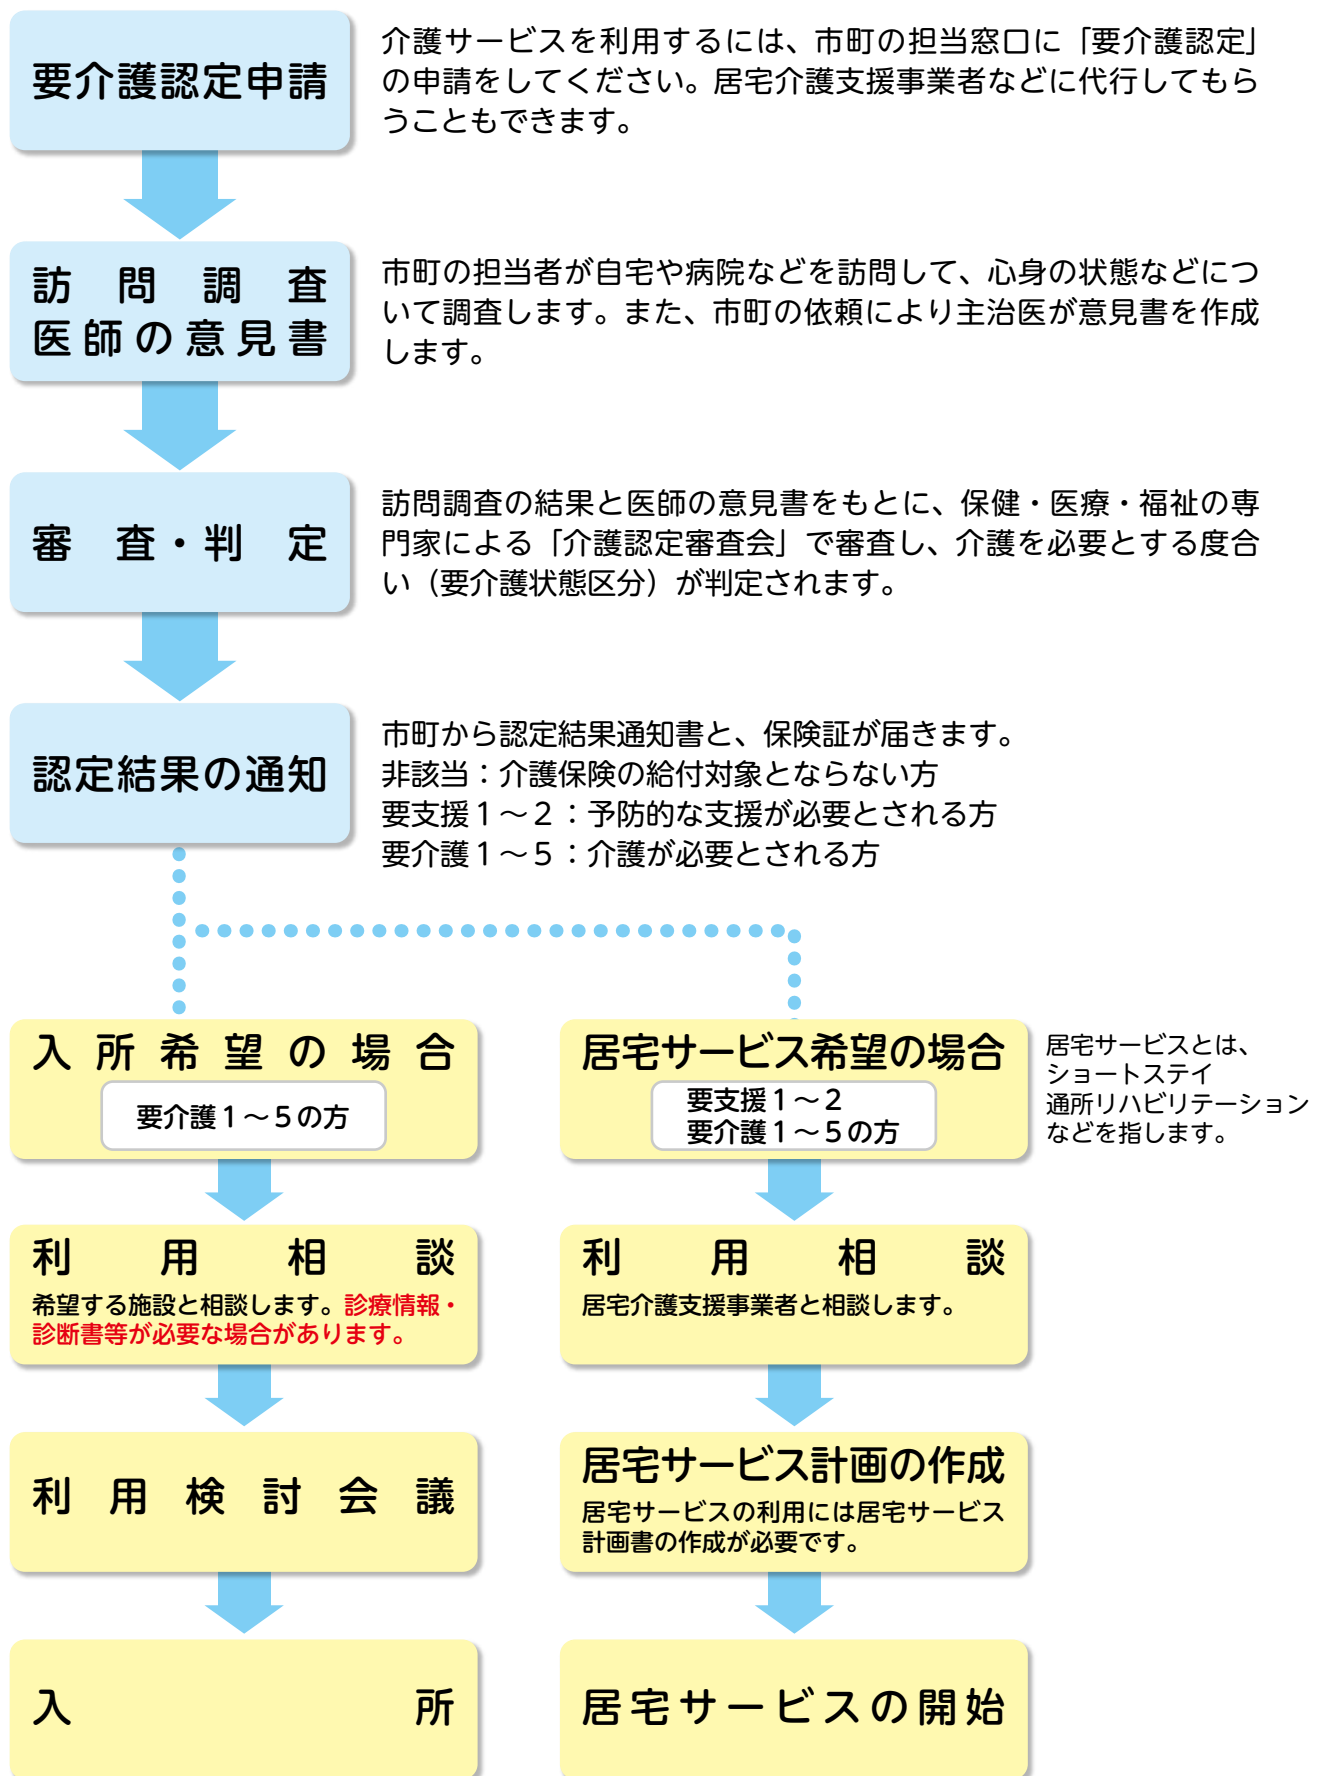 要介護認定申請
介護サービスを利用するには、市町の担当窓口に「要介護認定」
の申請をしてください。居宅介護支援事業者などに代行してもら
うこともできます。
訪問調査
医師の意見書
市町の担当者が自宅や病院などを訪問して、心身の状態などにつ
いて調査します。また、市町の依頼により主治医が意見書を作成
します。
審査・判定
訪問調査の結果と医師の意見書をもとに、保健・医療・福祉の専
門家による「介護認定審査会」で審査し、介護を必要とする度合
い（要介護状態区分）が判定されます。
認定結果の通知
市町から認定結果通知書と、保険証が届きます。
非該当：介護保険の給付対象とならない方
要支援１～２：予防的な支援が必要とされる方
要介護１～５：介護が必要とされる方
入所希望の場合
要介護１～５の方
利用相談
希望する施設と相談します。診療情報・
診断書等が必要な場合があります。
利用検討会議
入所
居宅サービス希望の場合
要支援１～２
要介護１～５の方
居宅サービスとは、
ショートステイ
通所リハビリテーション
などを指します。
利用相談
居宅介護支援事業者と相談します。
居宅サービス計画の作成
居宅サービスの利用には居宅サービス
計画書の作成が必要です。
居宅サービスの開始